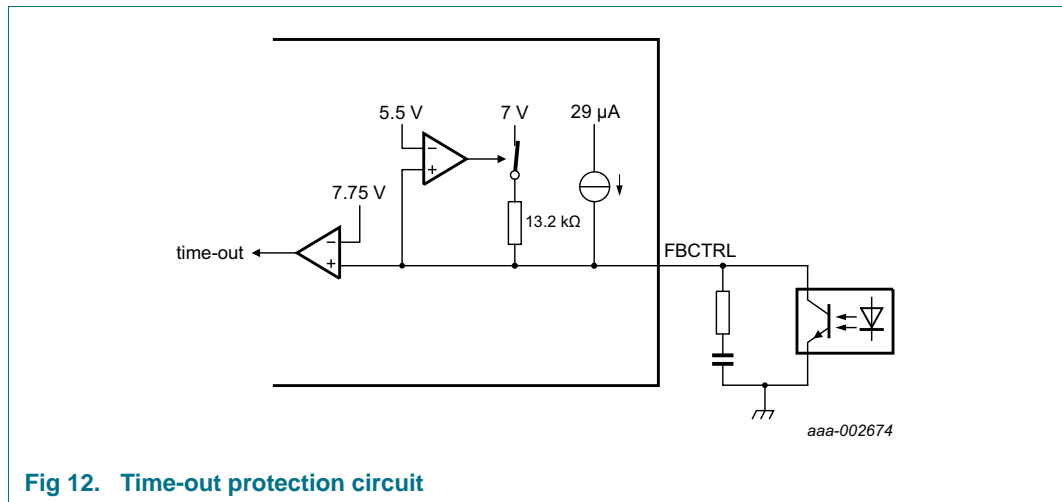 5.5 V
7 V
29 µA
7.75 V
13.2 kΩ
time-out
FBCTRL
aaa-002674
Fig 12. Time-out protection circuit